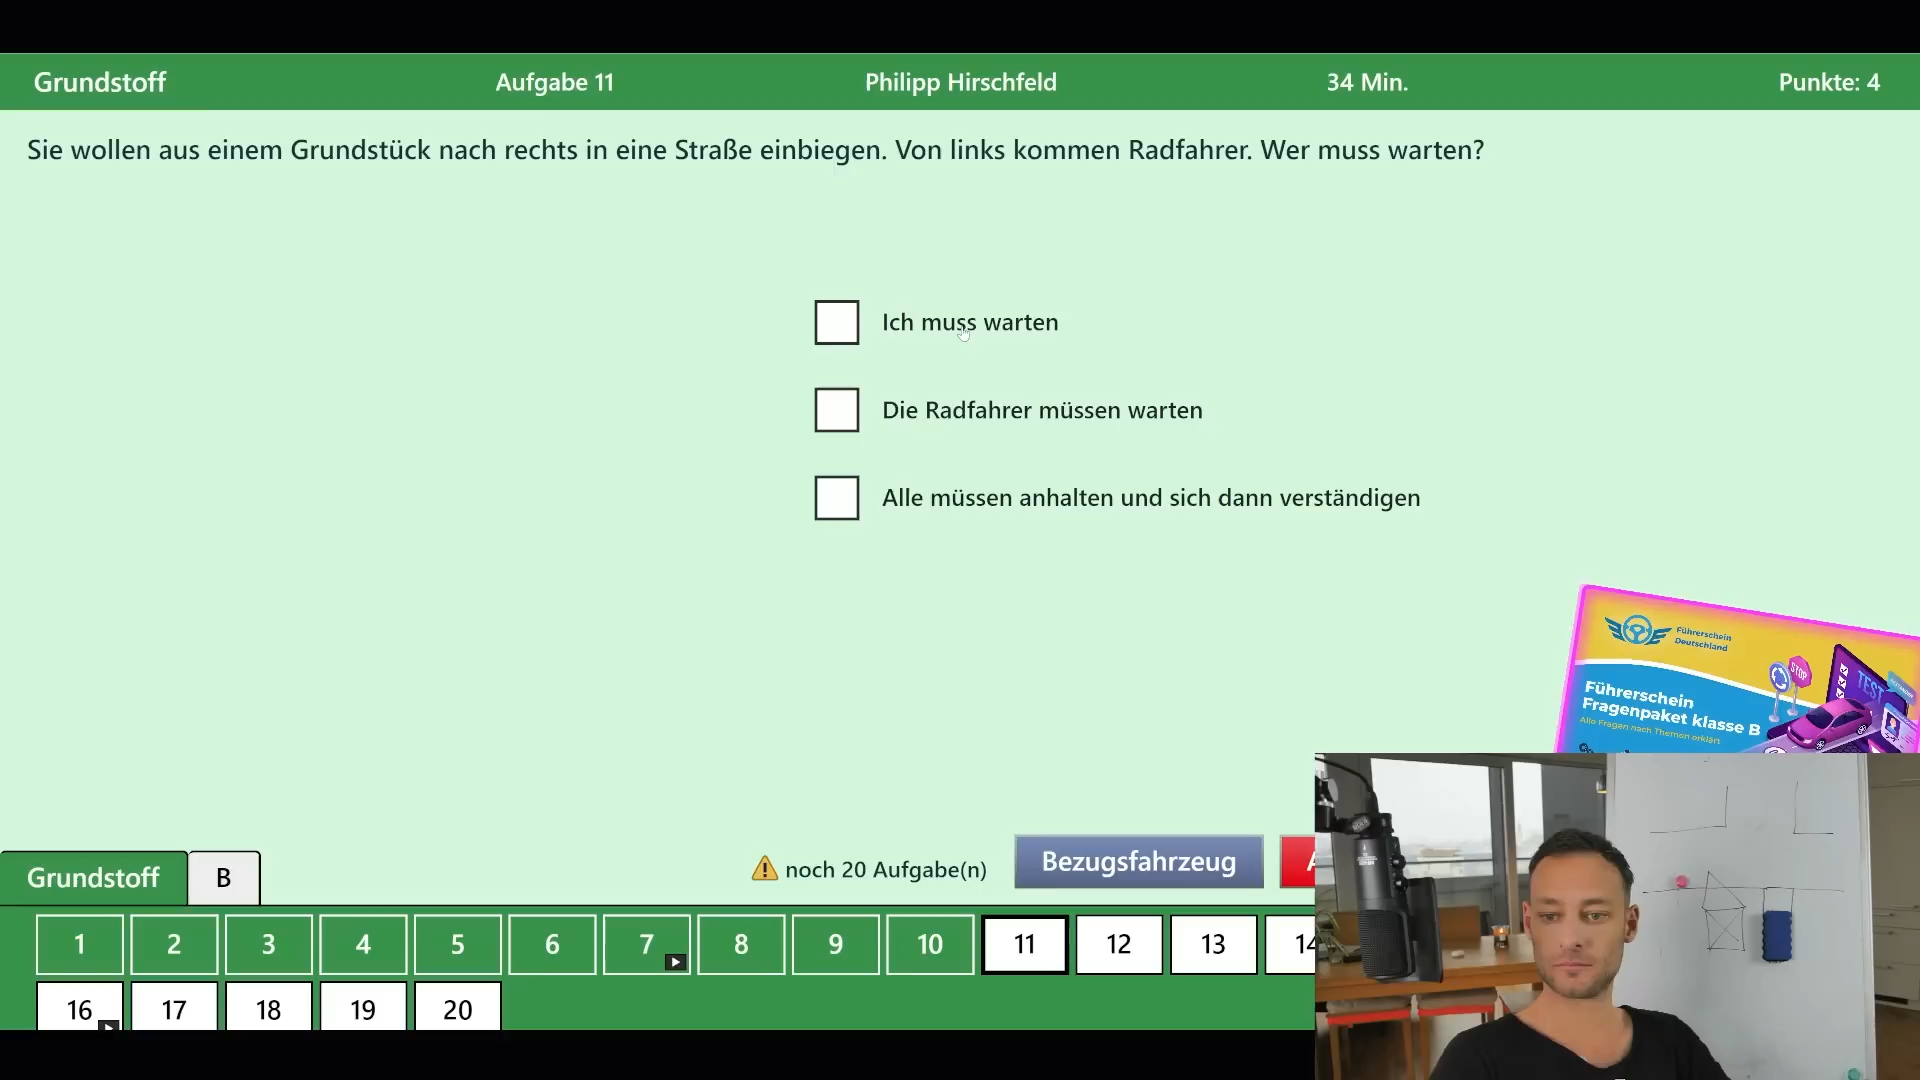 Grundstoff
Aufgabe 11
Philipp Hirschfeld
34 Min.
Punkte: 4
Sie wollen aus einem Grundstück nach rechts in eine Straße einbiegen. Von links kommen Radfahrer. Wer muss warten?
Ich muss warten
Die Radfahrer müssen warten
Alle müssen anhalten und sich dann verständigen
Führerschein
Deutschland
STOP
TEST
Führerschein
Fragenpaket klasse B
Alle Fragen nach Themen erklärt
Grundstoff
B
noch 20 Aufgabe(n)
Bezugsfahrzeug
1 2 3 4 5 6 7 8 9 10 11 12 13 14
16 17 18 19 20